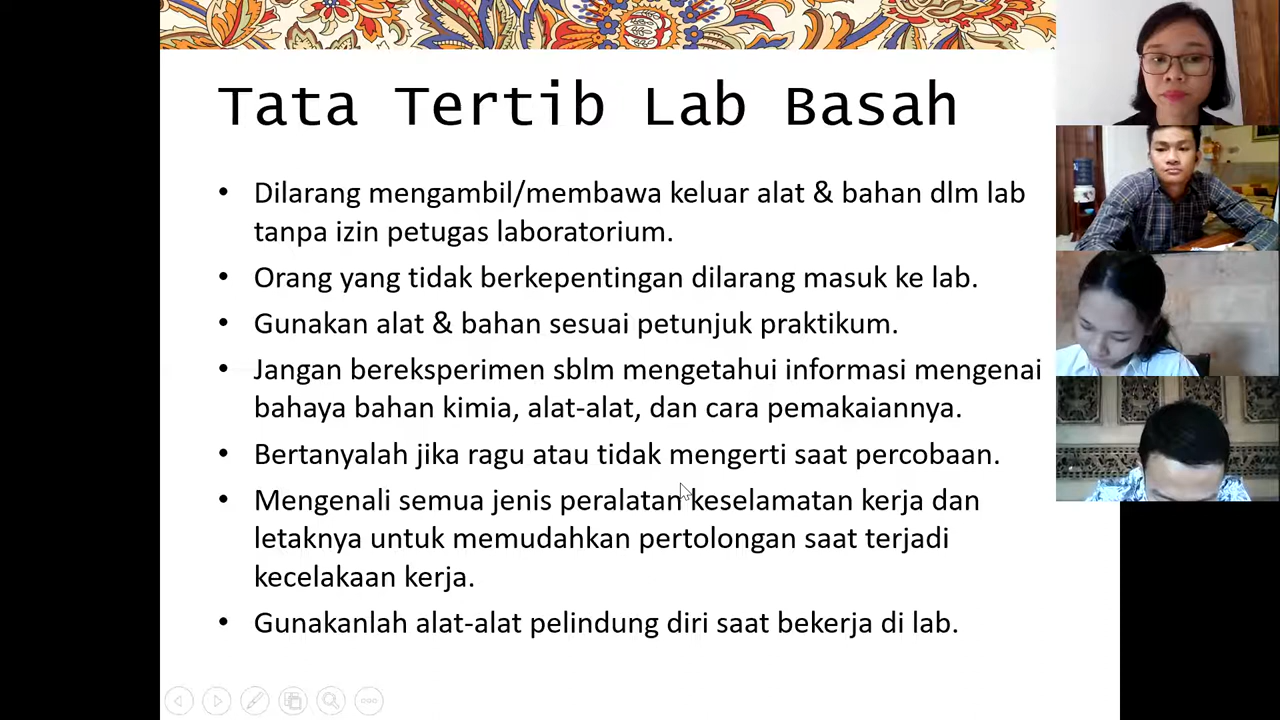 Tata Tertib Lab Basah
• Dilarang mengambil/membawa keluar alat & bahan dlm lab
tanpa izin petugas laboratorium.
• Orang yang tidak berkepentingan dilarang masuk ke lab.
• Gunakan alat & bahan sesuai petunjuk praktikum.
• Jangan bereksperimen sblm mengetahui informasi mengenai
bahaya bahan kimia, alat-alat, dan cara pemakaiannya.
• Bertanyalah jika ragu atau tidak mengerti saat percobaan.
• Mengenali semua jenis peralatan keselamatan kerja dan
letaknya untuk memudahkan pertolongan saat terjadi
kecelakaan kerja.
• Gunakanlah alat-alat pelindung diri saat bekerja di lab.